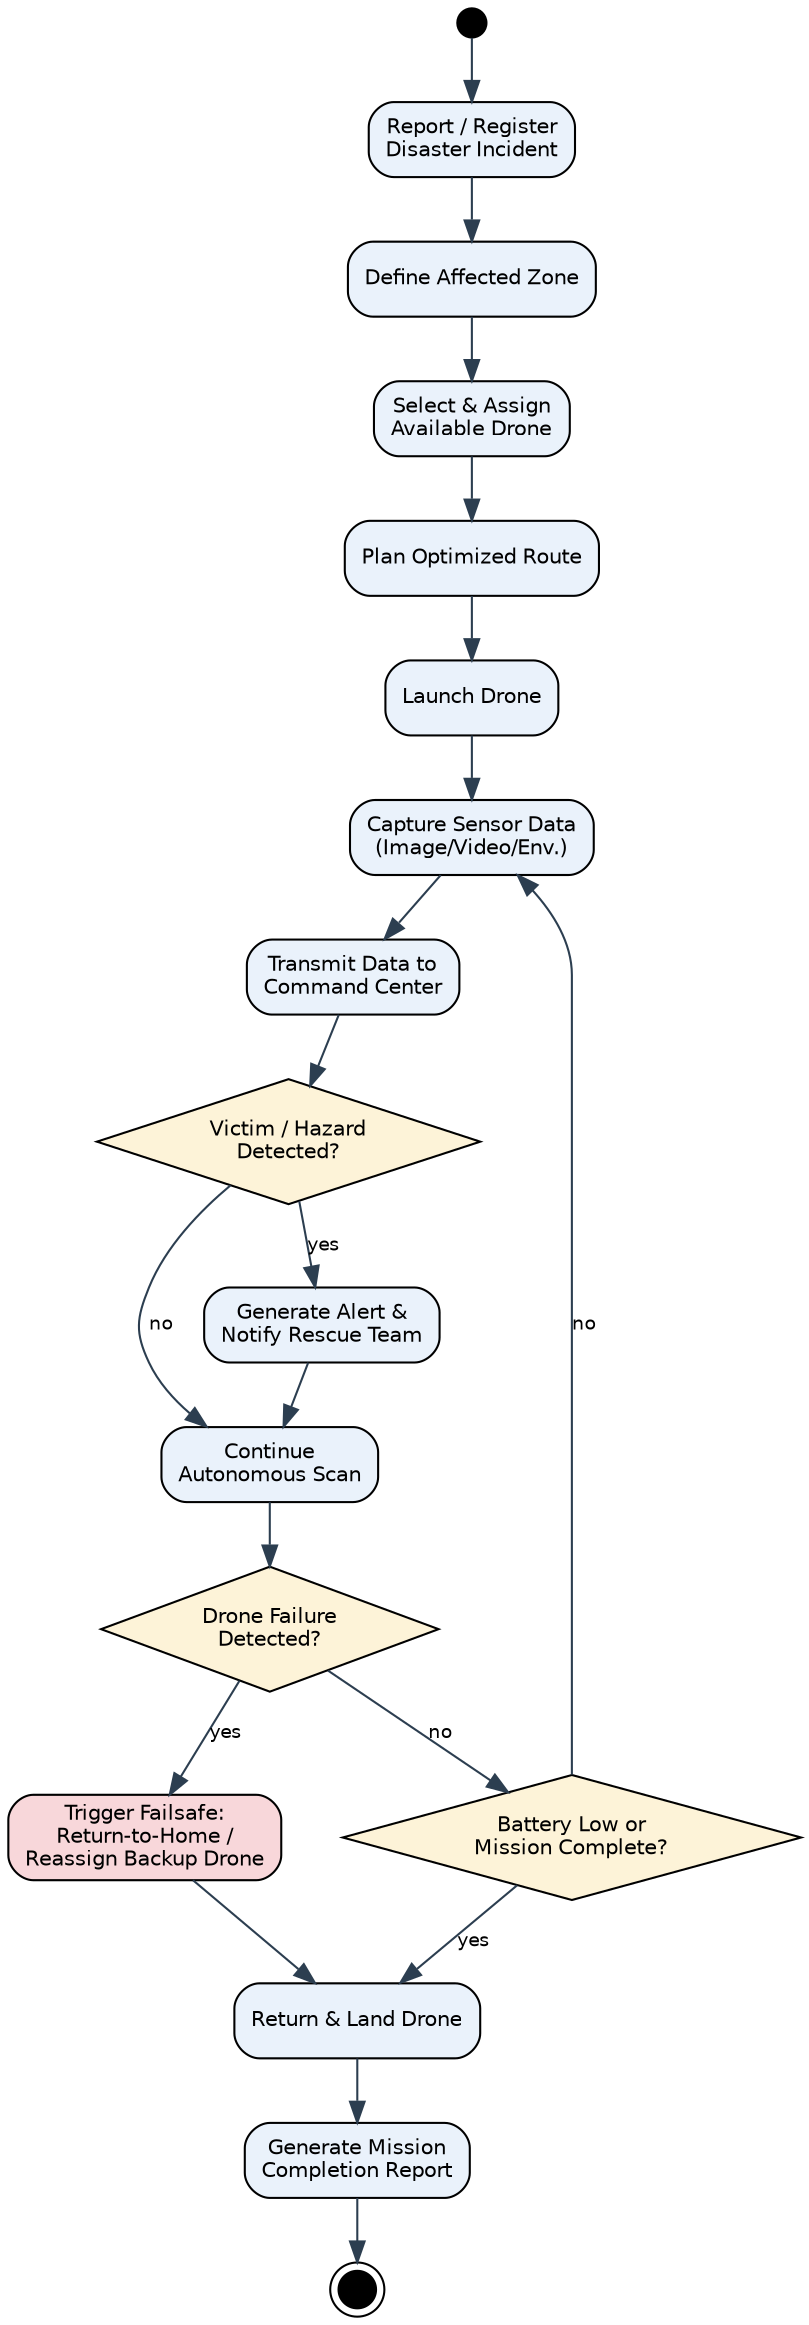 Report / Register
Disaster Incident
Define Affected Zone
Select & Assign
Available Drone
Plan Optimized Route
Launch Drone
Capture Sensor Data
(Image/Video/Env.)
Transmit Data to
Command Center
Victim / Hazard
Detected?
yes
Generate Alert &
Notify Rescue Team
no
no
Continue
Autonomous Scan
Drone Failure
Detected?
yes
no
Trigger Failsafe:
Return-to-Home /
Reassign Backup Drone
Battery Low or
Mission Complete?
yes
Return & Land Drone
Generate Mission
Completion Report